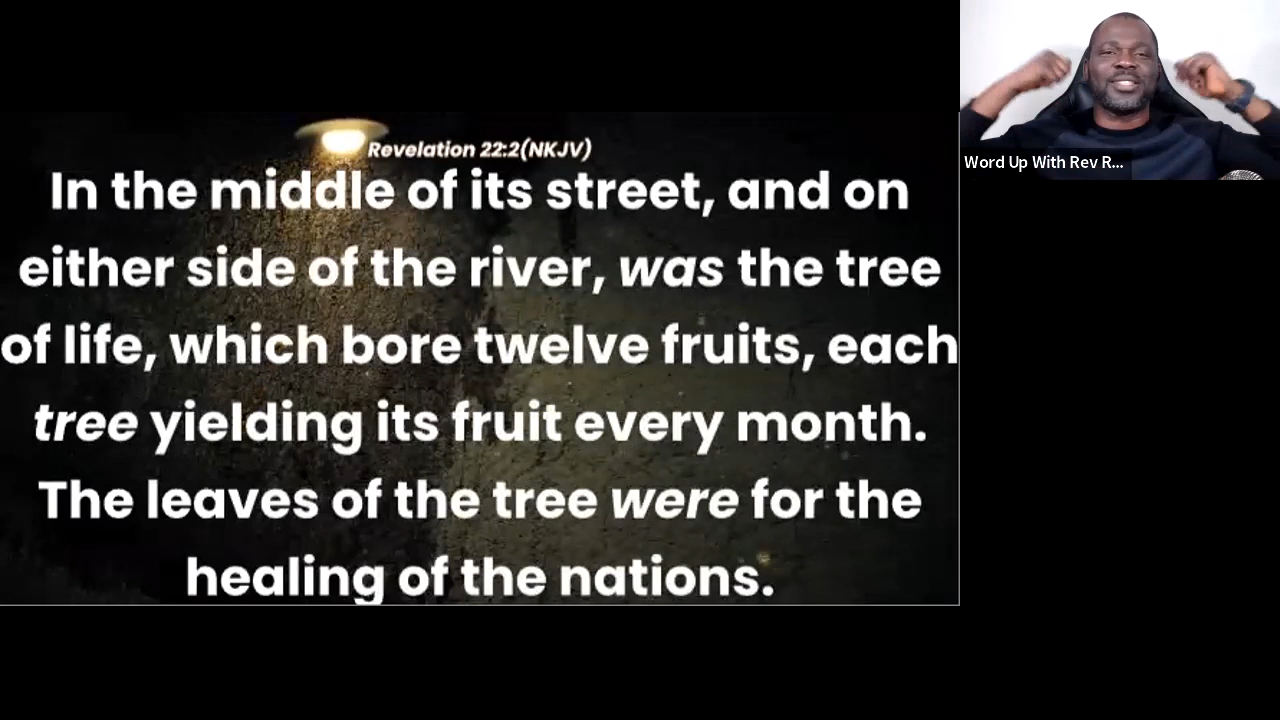 Revelation 22:2(NKJV)
In the middle of its street, and on
either side of the river, was the tree
of life, which bore twelve fruits, each
tree yielding its fruit every month.
The leaves of the tree were for the
healing of the nations.
Word Up With Rev R...